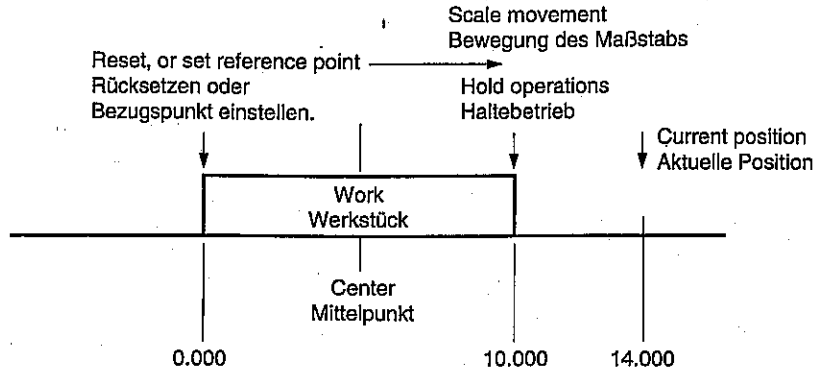 Scale movement
Bewegung des Maßstabs
Reset, or set reference point
Rücksetzen oder
Bezugspunkt einstellen.
Hold operations
Haltebetrieb
Current position
Aktuelle Position
Work
Werkstück
Center
Mittelpunkt
0.000
10.000
14.000